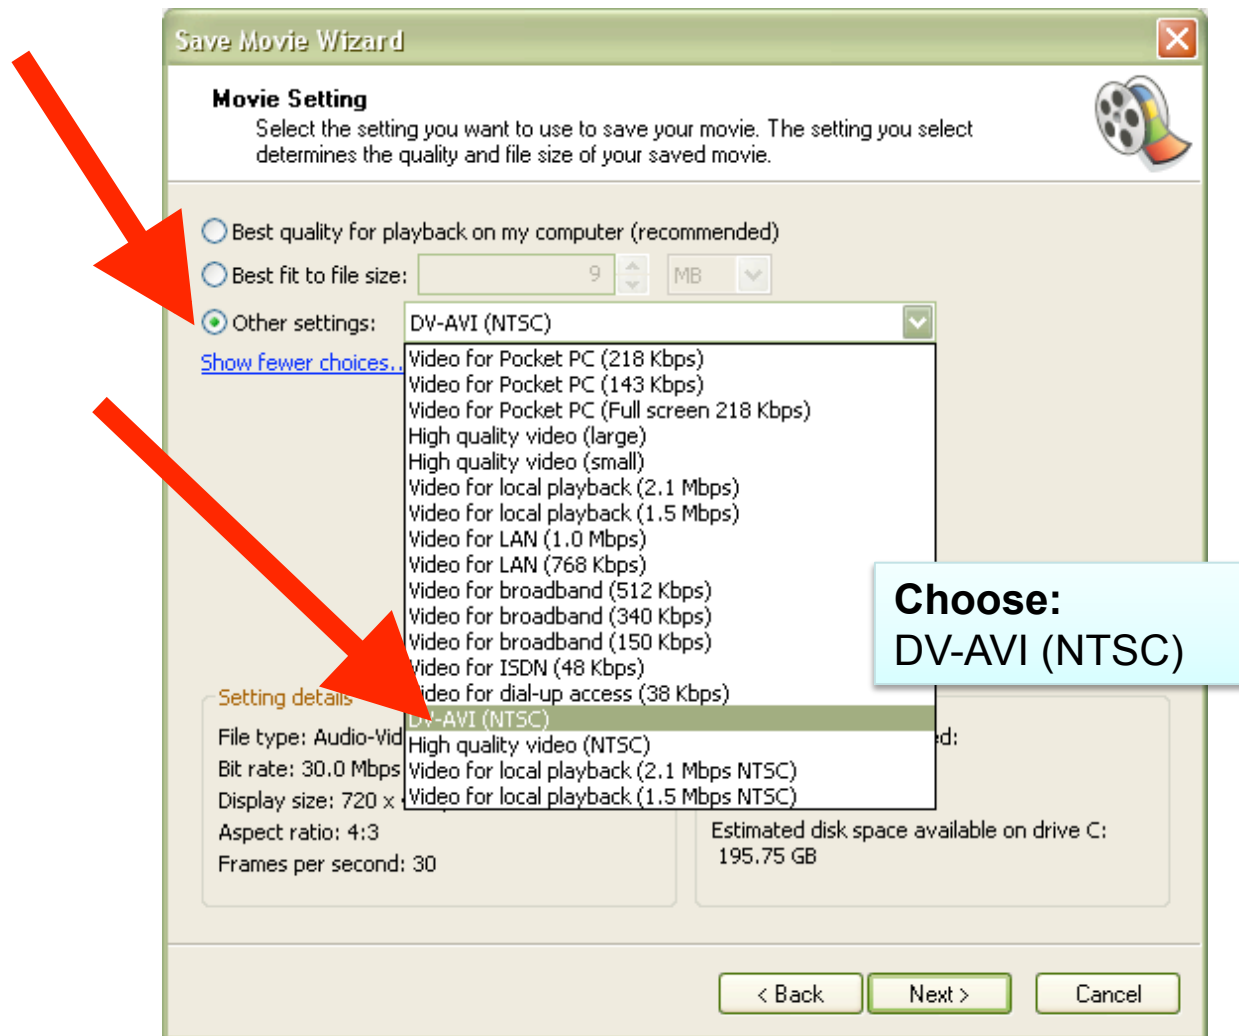 Save Movie Wizard
Movie Setting
Select the setting you want to use to save your movie. The setting you select
determines the quality and file size of your saved movie.
Best quality for playback on my computer (recommended)
Best fit to file size: 9 MB
Other settings: DV-AVI (NTSC)
Show fewer choices..
Video for Pocket PC (218 Kbps)
Video for Pocket PC (143 Kbps)
Video for Pocket PC (Full screen 218 Kbps)
High quality video (large)
High quality video (small)
Video for local playback (2.1 Mbps)
Video for local playback (1.5 Mbps)
Video for LAN (1.0 Mbps)
Video for LAN (768 Kbps)
Video for broadband (512 Kbps)
Video for broadband (340 Kbps)
Video for broadband (150 Kbps)
Video for ISDN (48 Kbps)
Video for dial-up access (38 Kbps)
DV-AVI (NTSC)
High quality video (NTSC)
Video for local playback (2.1 Mbps NTSC)
Video for local playback (1.5 Mbps NTSC)
Choose:
DV-AVI (NTSC)
Setting details
File type: Audio-Vid
Bit rate: 30.0 Mbps
Display size: 720 x
Aspect ratio: 4:3
Frames per second: 30
ed:
Estimated disk space available on drive C:
195.75 GB
< Back
Next >
Cancel